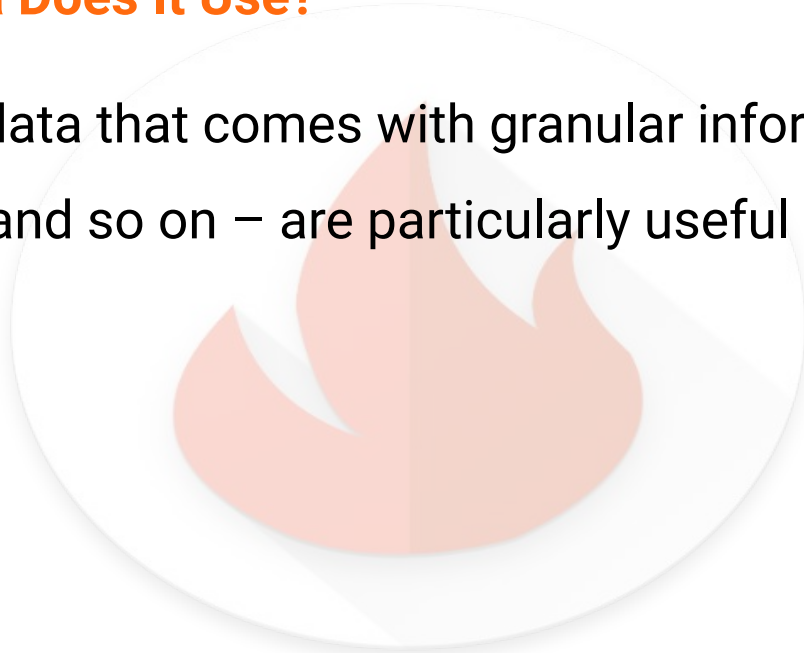 Does It Use?
data that comes with granular infor
and so on – are particularly useful